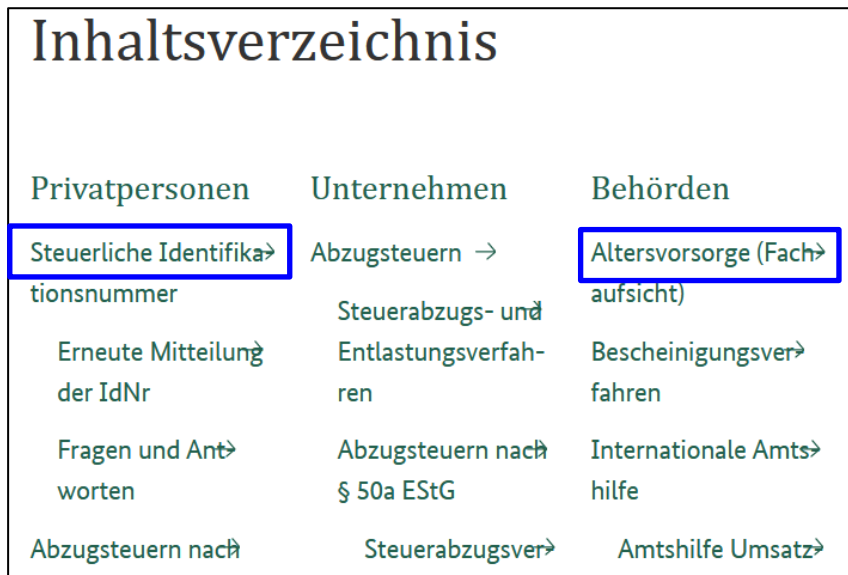 Inhaltsverzeichnis
Privatpersonen
Steuerliche Identifika-→
tionsnummer
Erneute Mitteilung→
der IdNr
Fragen und Ant-→
worten
Abzugsteuern nach→
Unternehmen
Abzugsteuern →
Steuerabzugs- und→
Entlastungsverfah-
ren
Abzugsteuern nach→
§ 50a EStG
Steuerabzugsver-→
Behörden
Altersvorsorge (Fach-→
aufsicht)
Bescheinigungsver-→
fahren
Internationale Amts-→
hilfe
Amtshilfe Umsatz-→